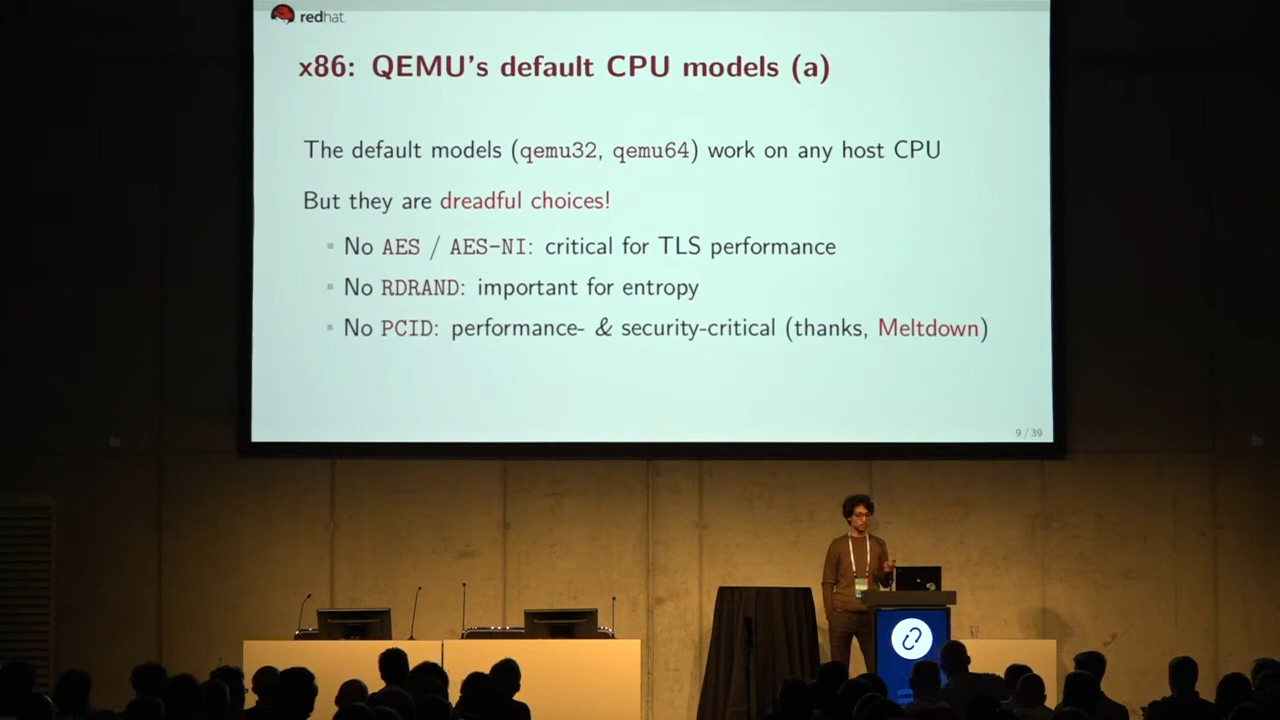 redhat.
x86: QEMU's default CPU models (a)
The default models (qemu32, qemu64) work on any host CPU
But they are dreadful choices!
No AES / AES-NI: critical for TLS performance
No RDRAND: important for entropy
No PCID: performance- & security-critical (thanks, Meltdown)
9 / 39